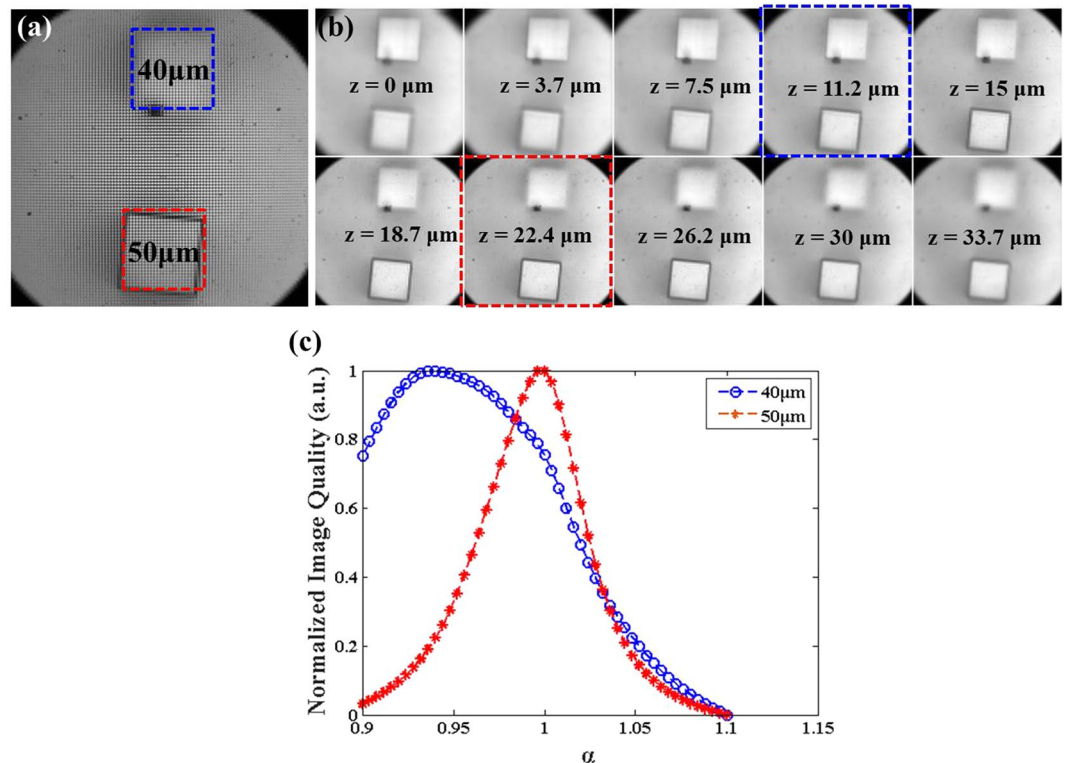 (a)
40μm
50μm
(b)
z = 0 μm
z = 3.7 μm
z = 7.5 μm
z = 11.2 μm
z = 15 μm
z = 18.7 μm
z = 22.4 μm
z = 26.2 μm
z = 30 μm
z = 33.7 μm
(c)
Normalized Image Quality (a.u.)
1
0.8
0.6
0.4
0.2
0
0.9
0.95
1
1.05
1.1
1.15
α
40μm
50μm